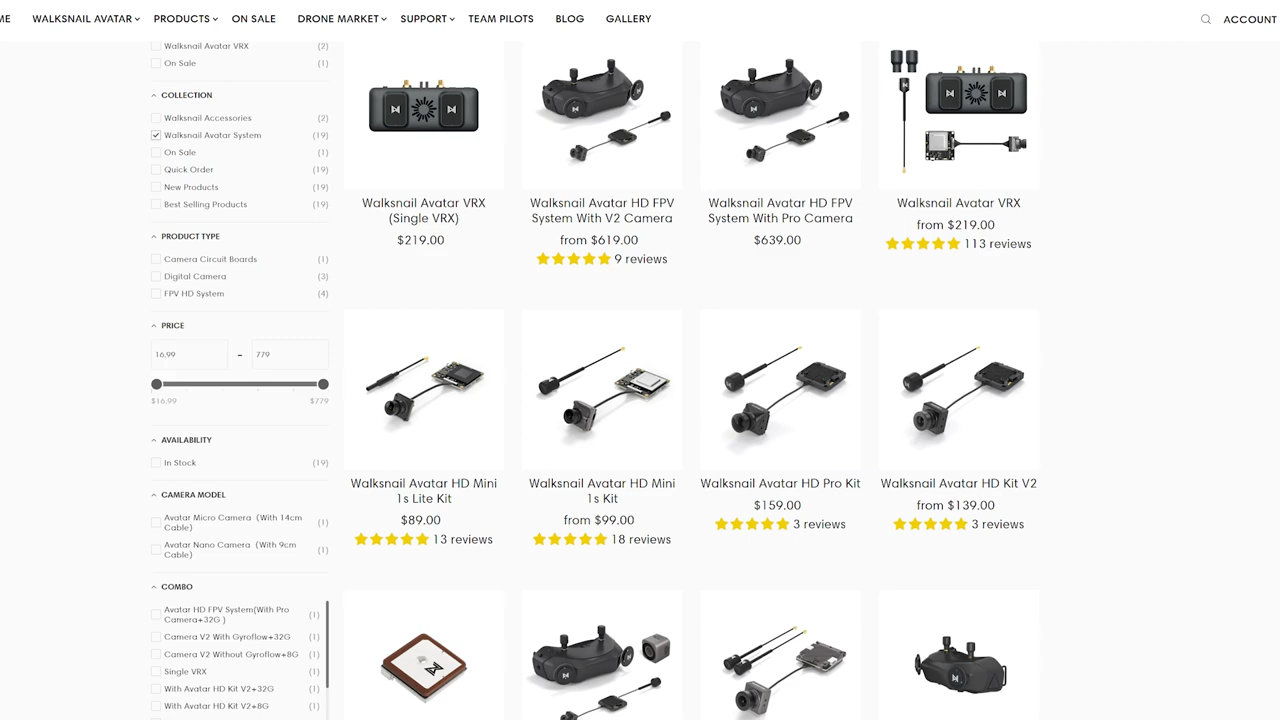 ME
WALKSNAIL AVATAR
PRODUCTS
ON SALE
DRONE MARKET
SUPPORT
TEAM PILOTS
BLOG
GALLERY
ACCOUNT
Walksnail Avatar VRX (2)
On Sale (1)
COLLECTION
Walksnail Accessories (2)
Walksnail Avatar System (19)
On Sale (1)
Quick Order (19)
New Products (19)
Best Selling Products (19)
PRODUCT TYPE
Camera Circuit Boards (1)
Digital Camera (3)
FPV HD System (4)
PRICE
16.99 - 779
$16.99 $779
AVAILABILITY
In Stock (19)
CAMERA MODEL
Avatar Micro Camera (With 14cm
Cable) (1)
Avatar Nano Camera (With 9cm
Cable) (1)
COMBO
Avatar HD FPV System(With Pro
Camera+32G ) (1)
Camera V2 With Gyroflow+32G (1)
Camera V2 Without Gyroflow+8G (1)
Single VRX (1)
With Avatar HD Kit V2+32G (1)
With Avatar HD Kit V2+8G (1)
Walksnail Avatar VRX
(Single VRX)
$219.00
Walksnail Avatar HD FPV
System With V2 Camera
from $619.00
9 reviews
Walksnail Avatar HD FPV
System With Pro Camera
$639.00
Walksnail Avatar VRX
from $219.00
113 reviews
Walksnail Avatar HD Mini
1s Lite Kit
$89.00
13 reviews
Walksnail Avatar HD Mini
1s Kit
from $99.00
18 reviews
Walksnail Avatar HD Pro Kit
$159.00
3 reviews
Walksnail Avatar HD Kit V2
from $139.00
3 reviews